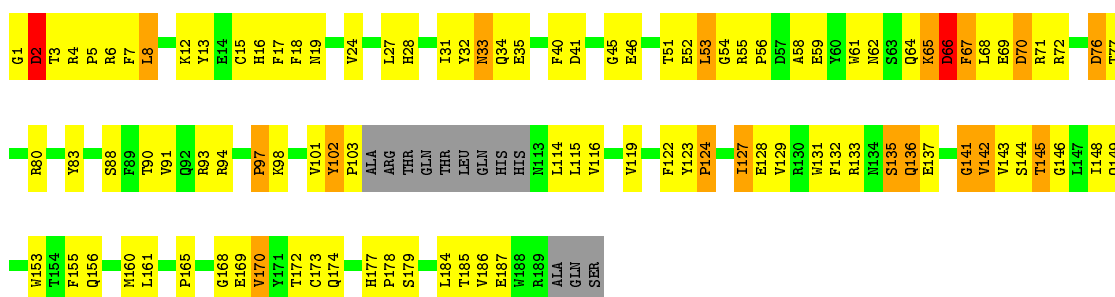 G1 D2 T3 R4 P5 R6 F7 L8 K12 Y13 E14 C15 H16 F17 F18 N19 V24 L27 H28 I31 Y32 N33 Q34 E35 F40 D41 G45 E46 T51 E52 L53 G54 R55 P56 D57 A58 E59 Y60 W61 N62 S63 Q64 K65 D66 F67 L68 E69 D70 R71 R72 D76 T77
R80 Y83 S88 F89 T90 V91 Q92 R93 R94 P97 K98 V101 Y102 P103 ALA ARG THR GLN THR LEU GLN HIS HIS N113 L114 L115 V116 V119 F122 Y123 P124 I127 E128 V129 R130 W131 F132 R133 N134 S135 Q136 E137 G141 V142 V143 S144 T145 G146 L147 I148 Q149
W153 T154 F155 Q156 M160 L161 P165 G168 E169 V170 Y171 T172 C173 Q174 H177 P178 S179 L184 T185 V186 E187 W188 R189 ALA GLN SER